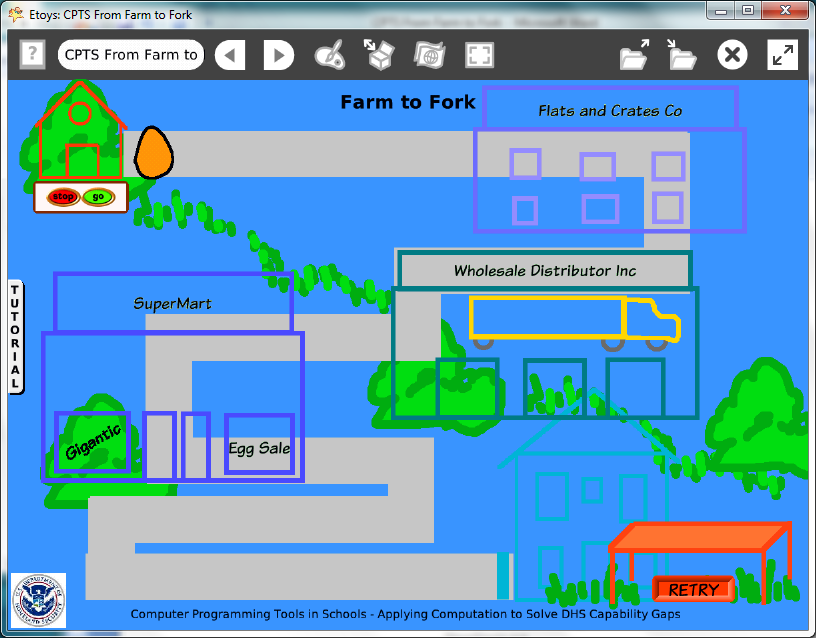 Etoys: CPTS From Farm to Fork
?
CPTS From Farm to
Farm to Fork
Flats and Crates Co
stop
go
Wholesale Distributor Inc
SuperMart
TUTORIAL
Gigantic
Egg Sale
RETRY
Computer Programming Tools in Schools - Applying Computation to Solve DHS Capability Gaps